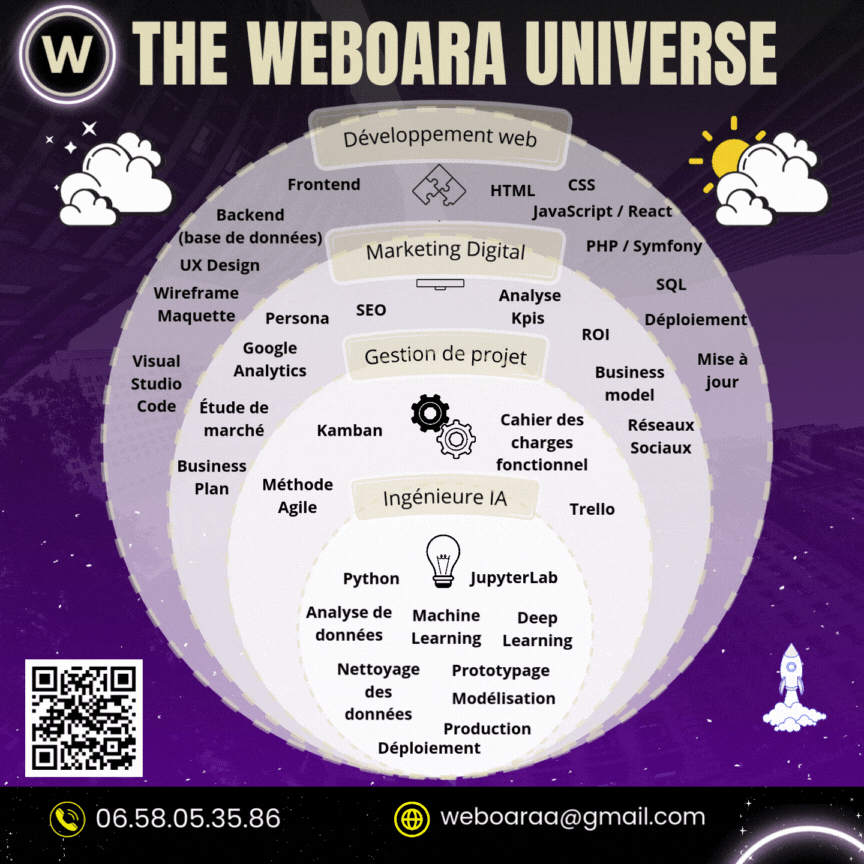 W THE WEBOARA UNIVERSE
Développement web
Frontend
HTML
CSS
Backend
(base de données)
JavaScript / React
UX Design
PHP / Symfony
Wireframe
Maquette
SQL
Déploiement
Visual
Studio
Code
Mise à
jour
Marketing Digital
Persona
SEO
Analyse
Kpis
ROI
Google
Analytics
Business
model
Étude de
marché
Réseaux
Sociaux
Business
Plan
Gestion de projet
Kanban
Cahier des
charges
fonctionnel
Méthode
Agile
Trello
Ingénieure IA
Python
JupyterLab
Analyse de
données
Machine
Learning
Deep
Learning
Nettoyage
des
données
Prototypage
Modélisation
Production
Déploiement
06.58.05.35.86
weboaraa@gmail.com